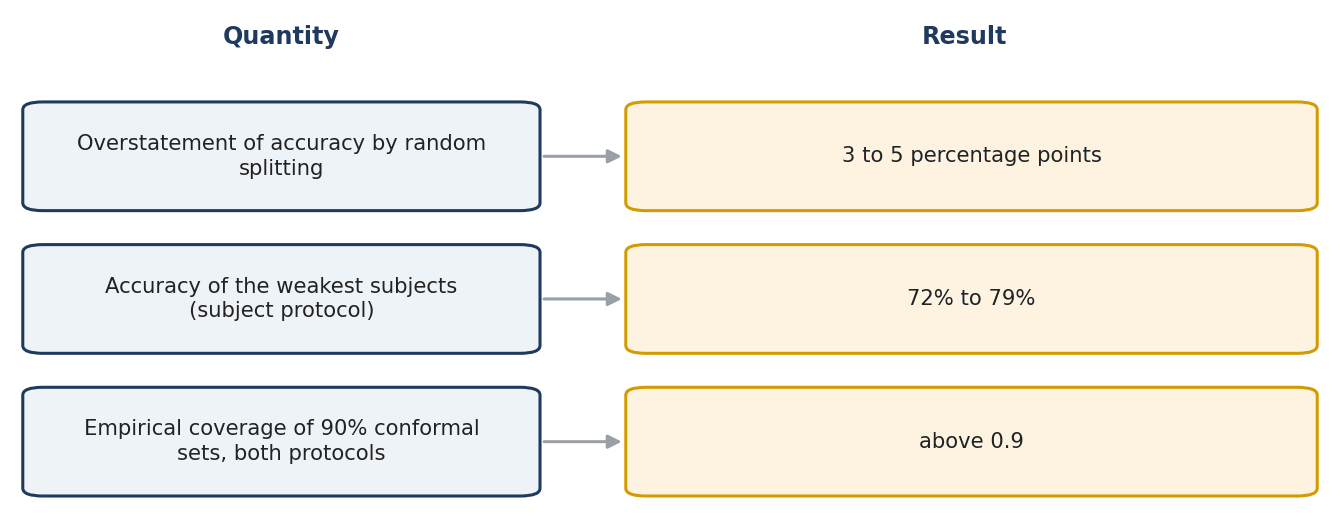 Quantity
Result
Overstatement of accuracy by random
splitting
3 to 5 percentage points
Accuracy of the weakest subjects
(subject protocol)
72% to 79%
Empirical coverage of 90% conformal
sets, both protocols
above 0.9